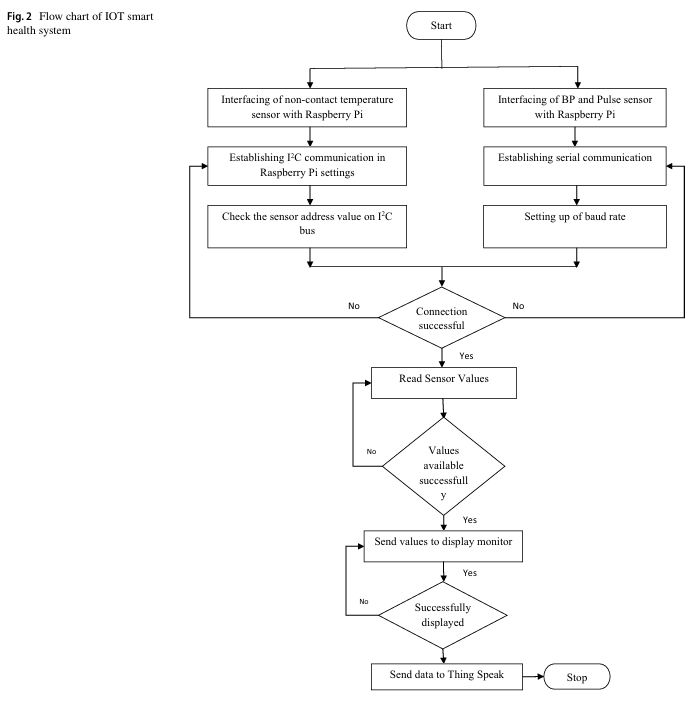 Fig. 2 Flow chart of IOT smart
health system
Start
Interfacing of non-contact temperature
sensor with Raspberry Pi
Interfacing of BP and Pulse sensor
with Raspberry Pi
Establishing I²C communication in
Raspberry Pi settings
Establishing serial communication
Check the sensor address value on I²C
bus
Setting up of baud rate
No
No
Connection
successful
Yes
Read Sensor Values
No
Values
available
successfull
y
Yes
Send values to display monitor
Yes
No
Successfully
displayed
Send data to Thing Speak
Stop